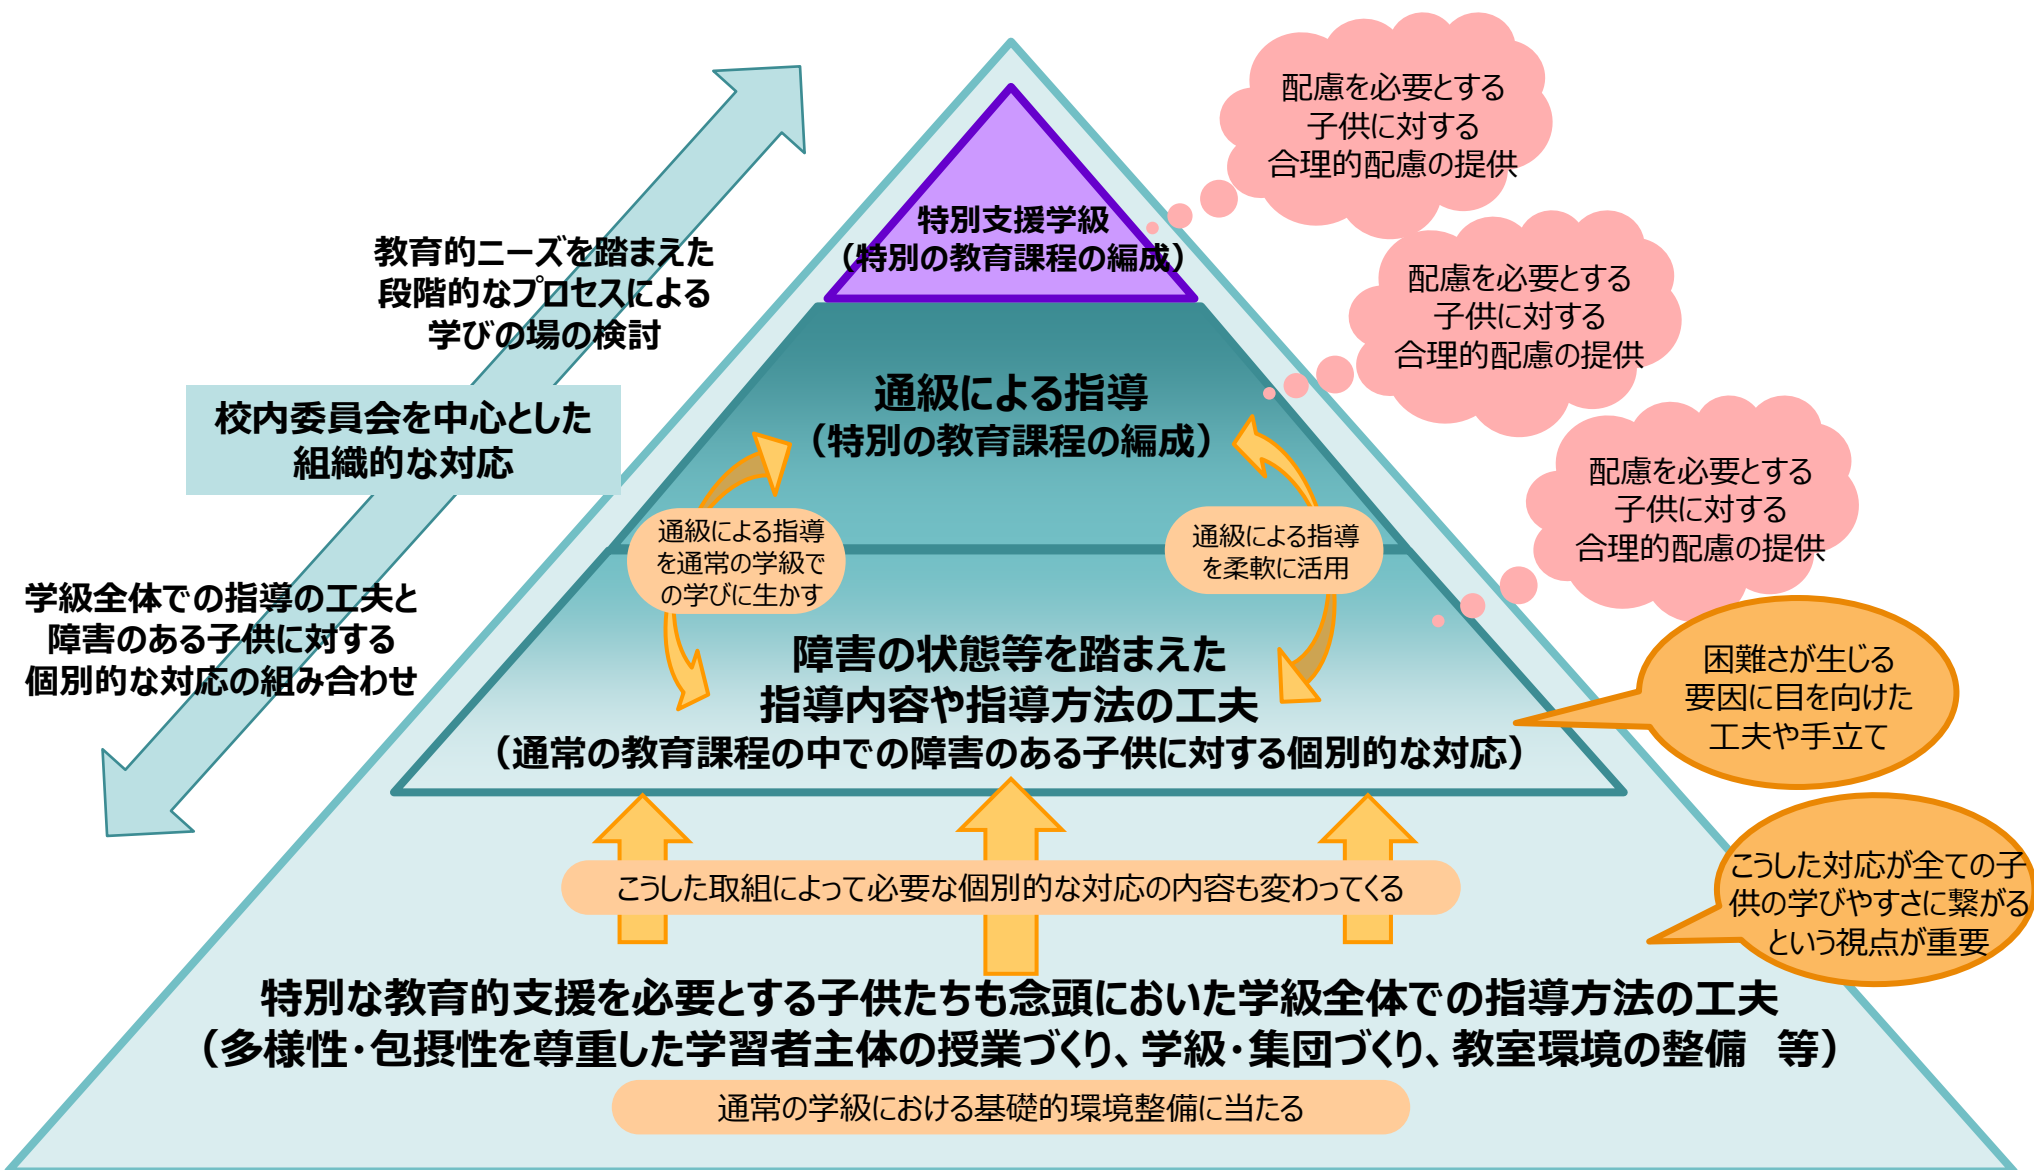 配慮を必要とする
子供に対する
合理的配慮の提供
特別支援学級
（特別の教育課程の編成）
教育的ニーズを踏まえた
段階的なプロセスによる
学びの場の検討
配慮を必要とする
子供に対する
合理的配慮の提供
通級による指導
（特別の教育課程の編成）
校内委員会を中心とした
組織的な対応
配慮を必要とする
子供に対する
合理的配慮の提供
通級による指導
を通常の学級で
の学びに生かす
通級による指導
を柔軟に活用
学級全体での指導の工夫と
障害のある子供に対する
個別的な対応の組み合わせ
障害の状態等を踏まえた
指導内容や指導方法の工夫
（通常の教育課程の中での障害のある子供に対する個別的な対応）
困難さが生じる
要因に目を向けた
工夫や手立て
こうした取組によって必要な個別的な対応の内容も変わってくる
こうした対応が全ての子
供の学びやすさに繋がる
という視点が重要
特別な教育的支援を必要とする子供たちも念頭においた学級全体での指導方法の工夫
（多様性・包摂性を尊重した学習者主体の授業づくり、学級・集団づくり、教室環境の整備　等）
通常の学級における基礎的環境整備に当たる